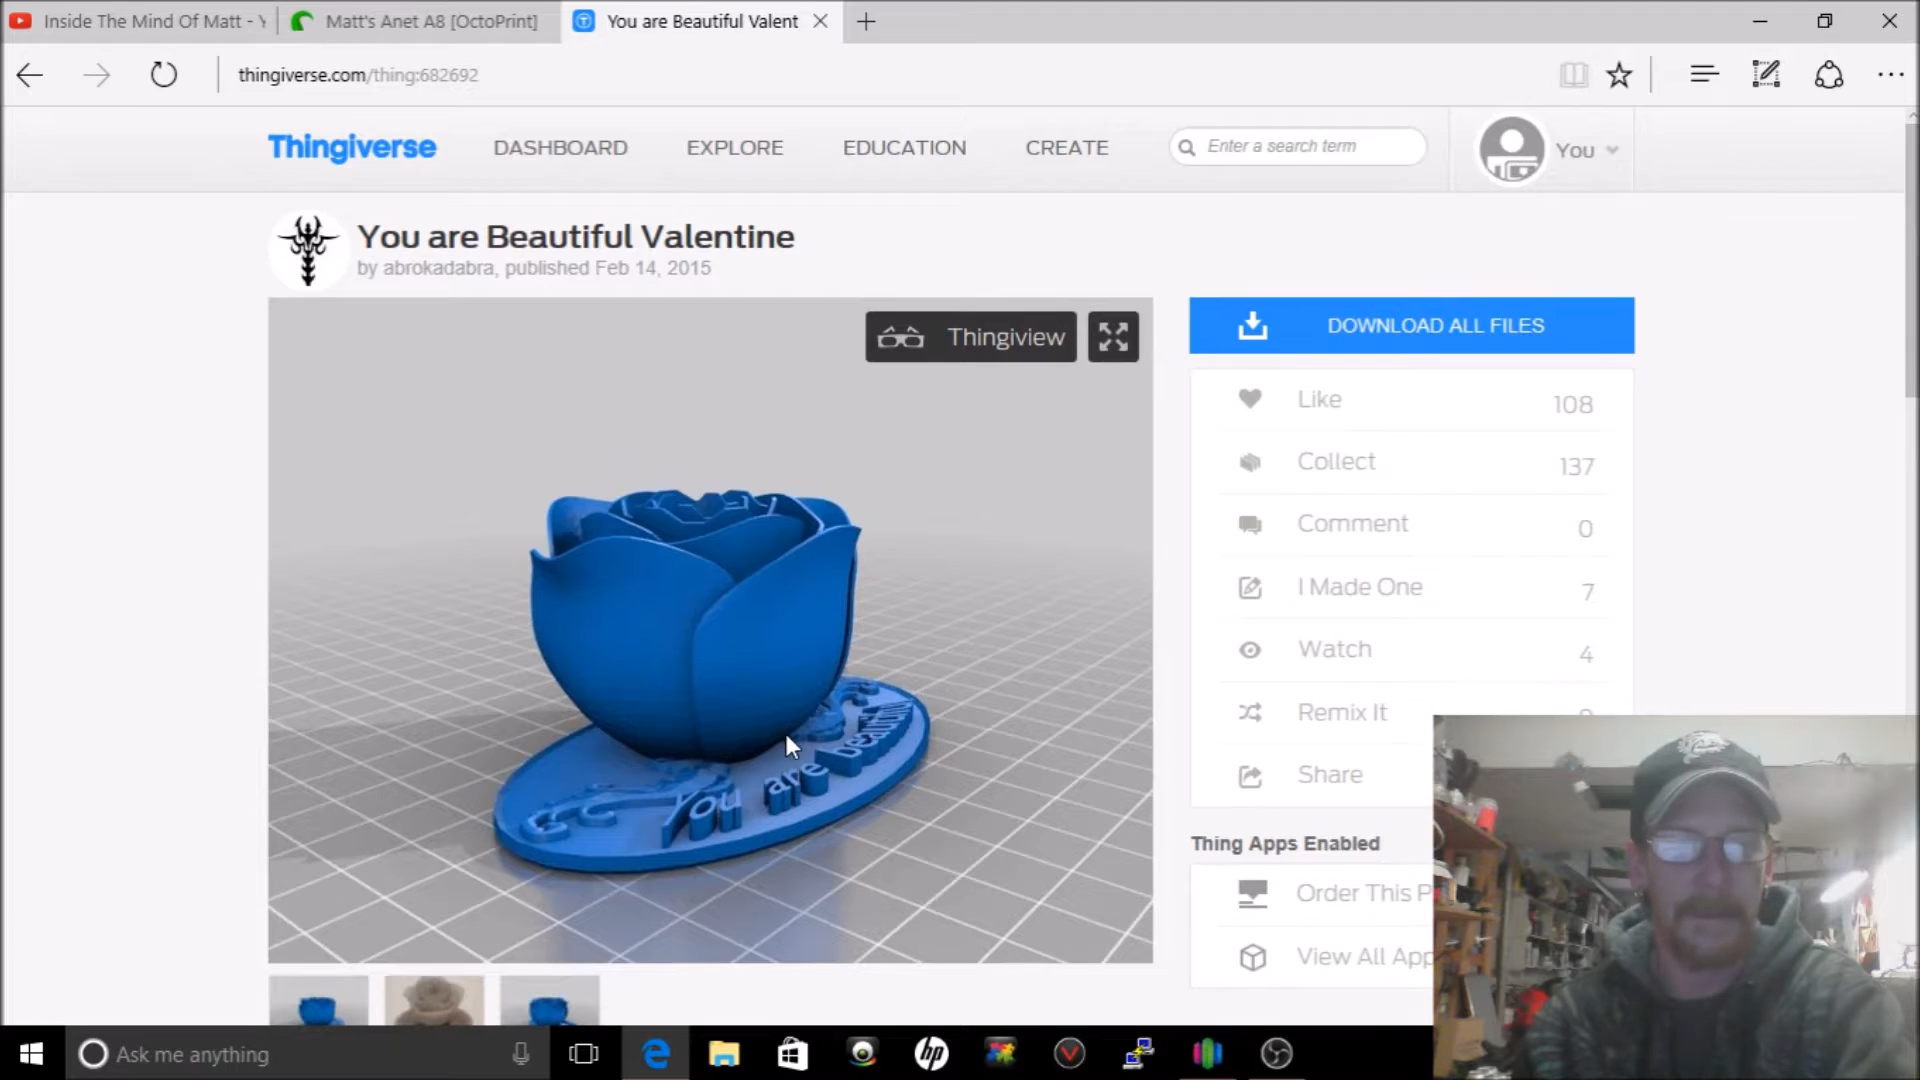 Inside The Mind Of Matt - Y
Matt's Anet A8 [OctoPrint]
You are Beautiful Valent
thingiverse.com/thing:682692
Thingiverse
DASHBOARD
EXPLORE
EDUCATION
CREATE
Enter a search term
You
You are Beautiful Valentine
by abrokadabra, published Feb 14, 2015
Thingiview
DOWNLOAD ALL FILES
Like 108
Collect 137
Comment 0
I Made One 7
Watch 4
Remix It
Share
Thing Apps Enabled
Order This P
View All App
You are beautiful
Ask me anything
hp